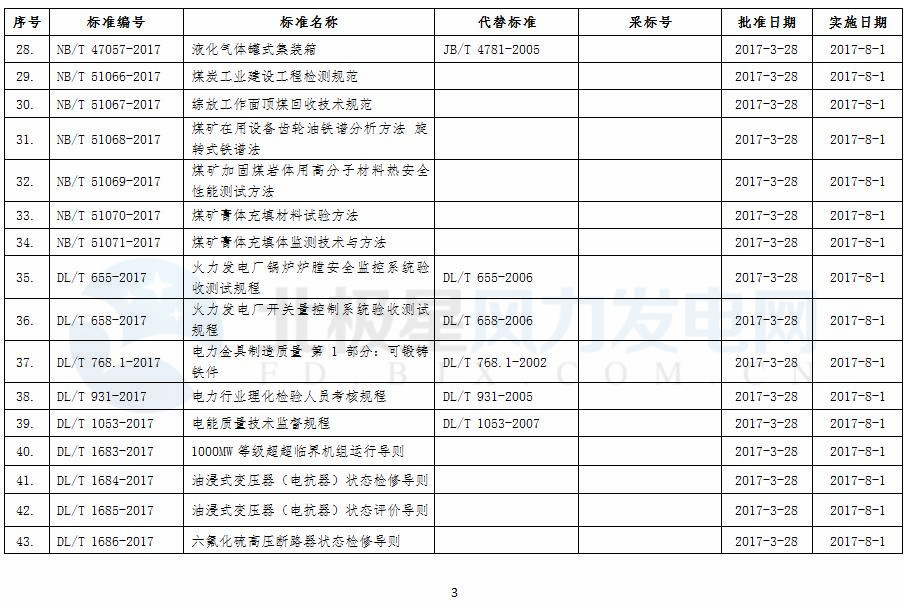 序号 标准编号 标准名称 代替标准 采标号 批准日期 实施日期
28. NB/T 47057-2017 液化气体罐式集装箱 JB/T 4781-2005 2017-3-28 2017-8-1
29. NB/T 51066-2017 煤炭工业建设工程检测规范 2017-3-28 2017-8-1
30. NB/T 51067-2017 综放工作面顶煤回收技术规范 2017-3-28 2017-8-1
31. NB/T 51068-2017 煤矿在用设备齿轮油铁谱分析方法 旋
转式铁谱法 2017-3-28 2017-8-1
32. NB/T 51069-2017 煤矿加固煤岩体用高分子材料热安全
性能测试方法 2017-3-28 2017-8-1
33. NB/T 51070-2017 煤矿膏体充填材料试验方法 2017-3-28 2017-8-1
34. NB/T 51071-2017 煤矿膏体充填体监测技术与方法 2017-3-28 2017-8-1
35. DL/T 655-2017 火力发电厂锅炉炉膛安全监控系统验
收测试规程 DL/T 655-2006 2017-3-28 2017-8-1
36. DL/T 658-2017 火力发电厂开关量控制系统验收测试
规程 DL/T 658-2006 2017-3-28 2017-8-1
37. DL/T 768.1-2017 电力金具制造质量 第 1 部分：可锻铸
铁件 DL/T 768.1-2002 2017-3-28 2017-8-1
38. DL/T 931-2017 电力行业理化检验人员考核规程 DL/T 931-2005 2017-3-28 2017-8-1
39. DL/T 1053-2017 电能质量技术监督规程 DL/T 1053-2007 2017-3-28 2017-8-1
40. DL/T 1683-2017 1000MW 等级超超临界机组运行导则 2017-3-28 2017-8-1
41. DL/T 1684-2017 油浸式变压器（电抗器）状态检修导则 2017-3-28 2017-8-1
42. DL/T 1685-2017 油浸式变压器（电抗器）状态评价导则 2017-3-28 2017-8-1
43. DL/T 1686-2017 六氟化硫高压断路器状态检修导则 2017-3-28 2017-8-1
北极星风力发电网
FD.BJX.COM.CN
3